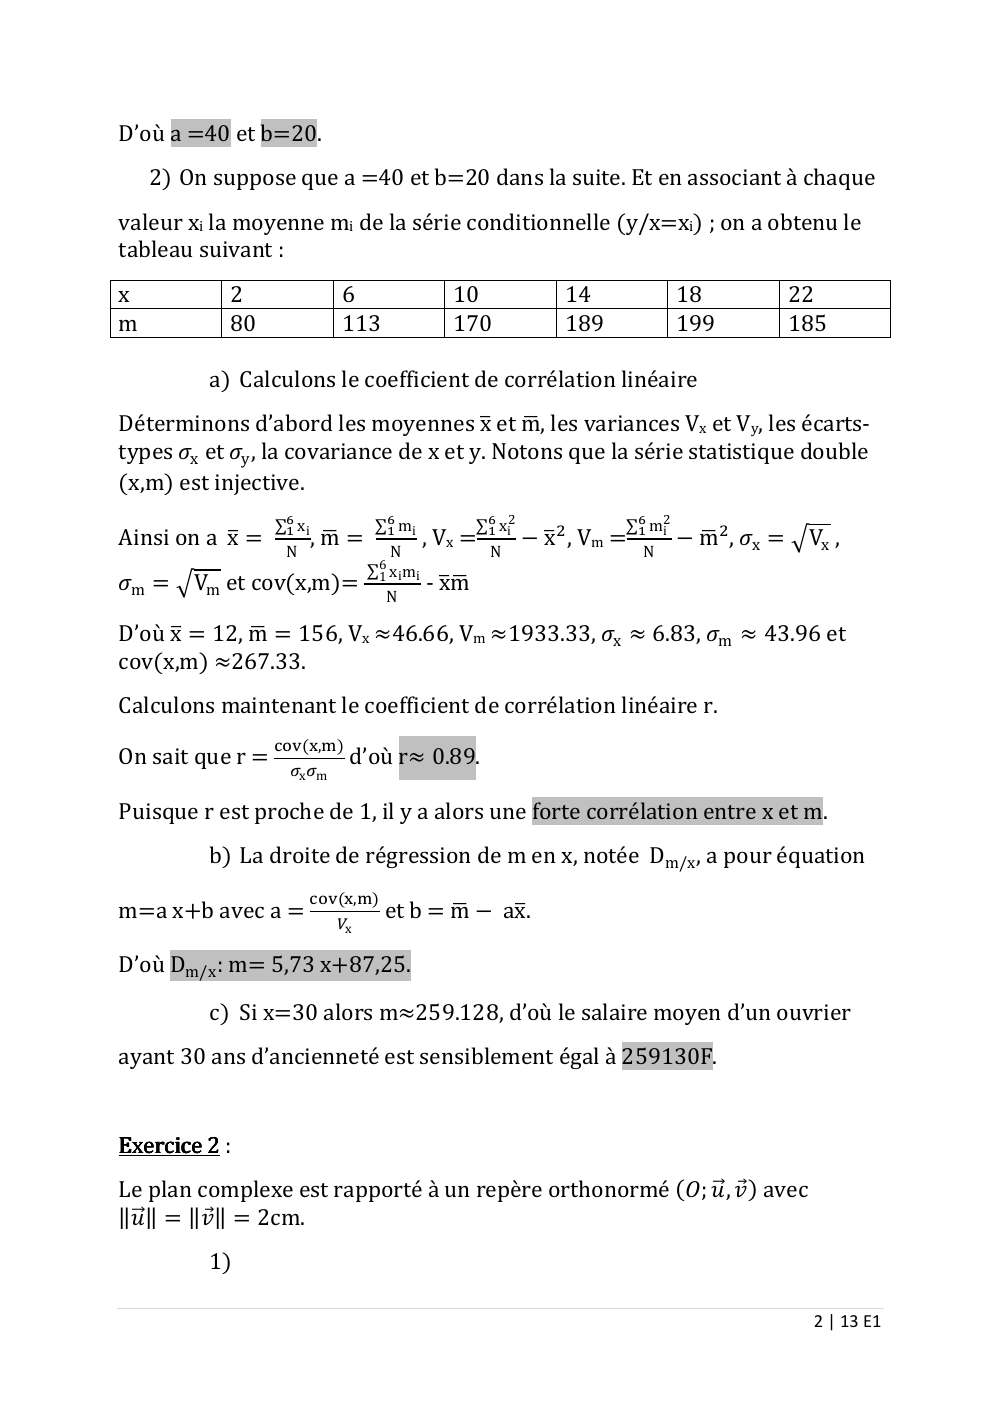 D’où a =40 et b=20.
2) On suppose que a =40 et b=20 dans la suite. Et en associant à chaque
valeur xi la moyenne mi de la série conditionnelle (y/x=xi) ; on a obtenu le
tableau suivant :
x 2 6 10 14 18 22
m 80 113 170 189 199 185
a) Calculons le coefficient de corrélation linéaire
Déterminons d’abord les moyennes x̅ et m̅, les variances Vx et Vy, les écarts-
types σx et σy, la covariance de x et y. Notons que la série statistique double
(x,m) est injective.
Ainsi on a x̅ = ∑₁⁶ xi / N, m̅ = ∑₁⁶ mi / N , Vx = ∑₁⁶ xi² / N − x̅², Vm = ∑₁⁶ mi² / N − m̅², σx = √Vx ,
σm = √Vm et cov(x,m)= ∑₁⁶ ximi / N - x̅m̅
D’où x̅ = 12, m̅ = 156, Vx ≈46.66, Vm ≈1933.33, σx ≈ 6.83, σm ≈ 43.96 et
cov(x,m) ≈267.33.
Calculons maintenant le coefficient de corrélation linéaire r.
On sait que r = cov(x,m) / σxσm d’où r≈ 0.89.
Puisque r est proche de 1, il y a alors une forte corrélation entre x et m.
b) La droite de régression de m en x, notée Dm/x, a pour équation
m=a x+b avec a = cov(x,m) / Vx et b = m̅ − ax̅.
D’où Dm/x: m= 5,73 x+87,25.
c) Si x=30 alors m≈259.128, d’où le salaire moyen d’un ouvrier
ayant 30 ans d’ancienneté est sensiblement égal à 259130F.
Exercice 2 :
Le plan complexe est rapporté à un repère orthonormé (O; u⃗, v⃗) avec
‖u⃗‖ = ‖v⃗‖ = 2cm.
1)
2 | 13 E1